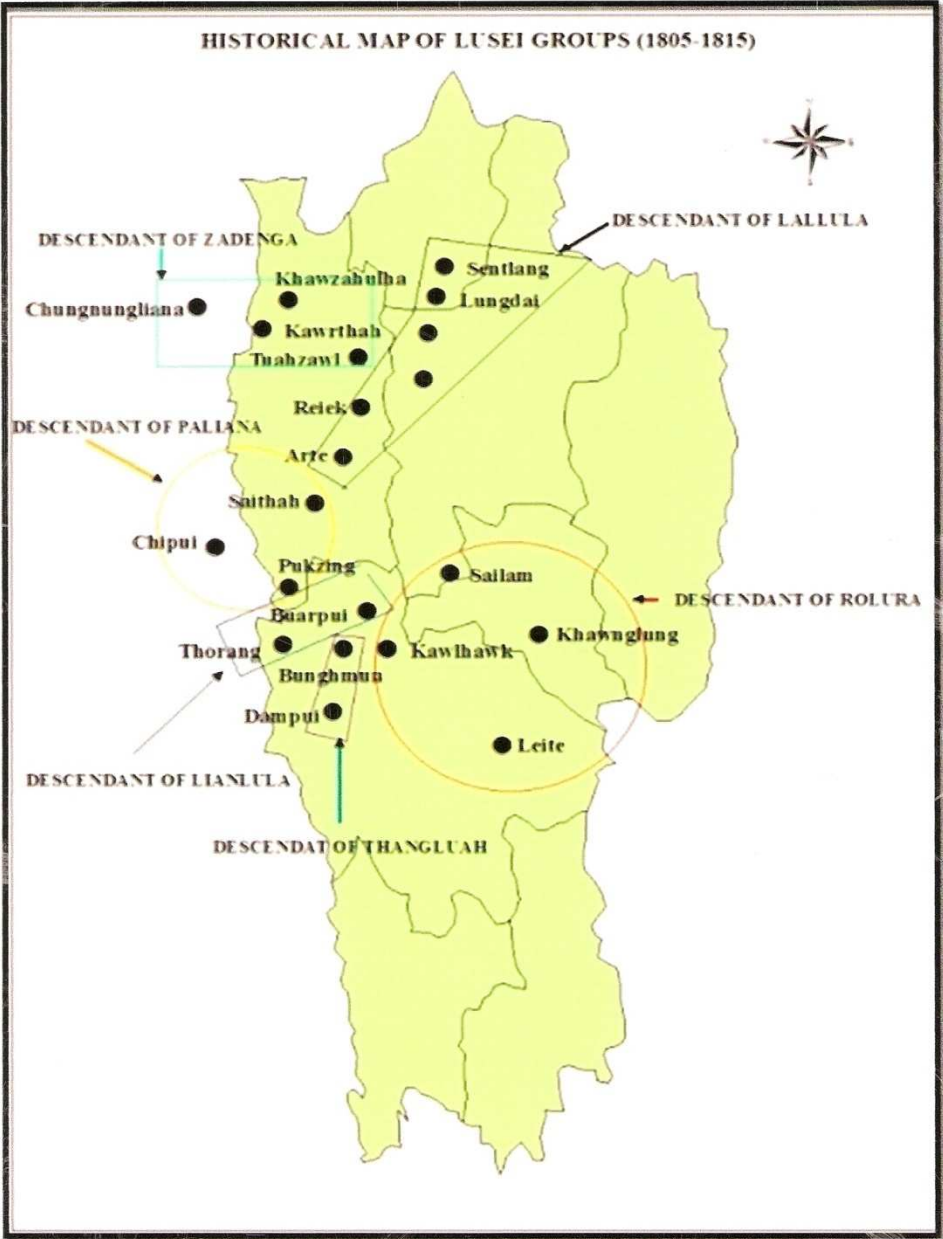 HISTORICAL MAP OF LUSEI GROUPS (1805-1815)
DESCENDANT OF LALLULA
DESCENDANT OF ZADENGA
Sentlang
Khawzahulha
Lungdai
Chungnungliana
Kawrthah
Tuahzawl
Reiek
DESCENDANT OF PALIANA
Arte
Saithah
Chipui
Pukzing
Sailam
DESCENDANT OF ROLURA
Buarpui
Khawnglung
Thorang
Kawlhawk
Bunghmun
Dampui
Leite
DESCENDANT OF LIANLULA
DESCENDAT OF THANGLUAH